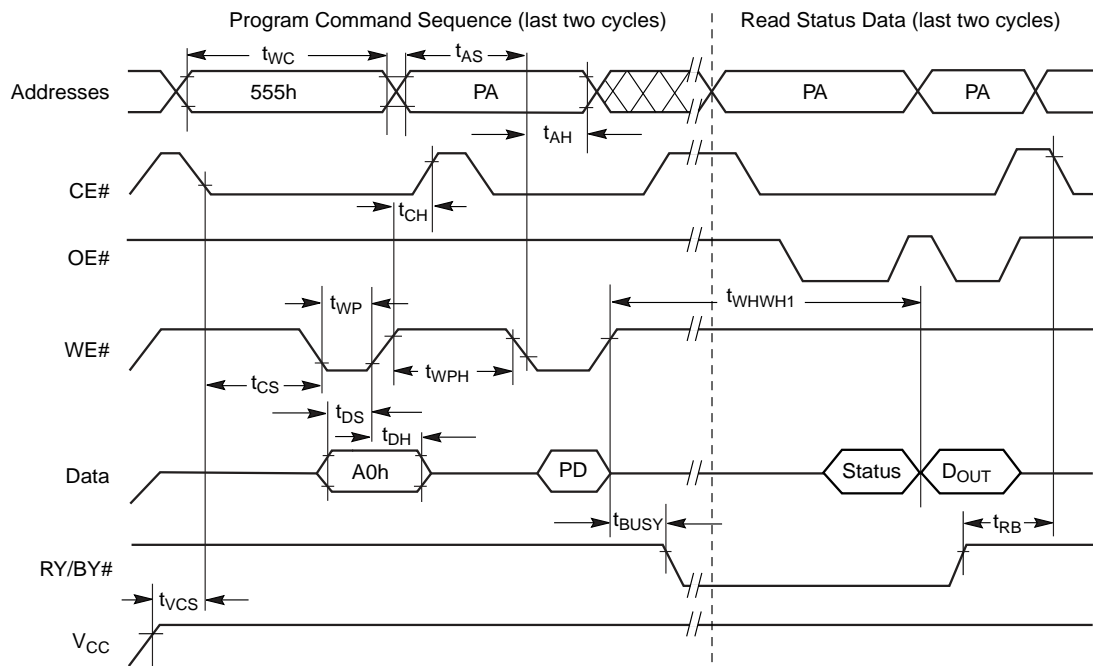 Program Command Sequence (last two cycles)
Read Status Data (last two cycles)
tWC
tAS
Addresses
555h
PA
PA
PA
tAH
CE#
tCH
OE#
tWP
tWHWH1
WE#
tCS
tWPH
tDS
tDH
Data
A0h
PD
Status
DOUT
tBUSY
tRB
RY/BY#
tVCS
VCC